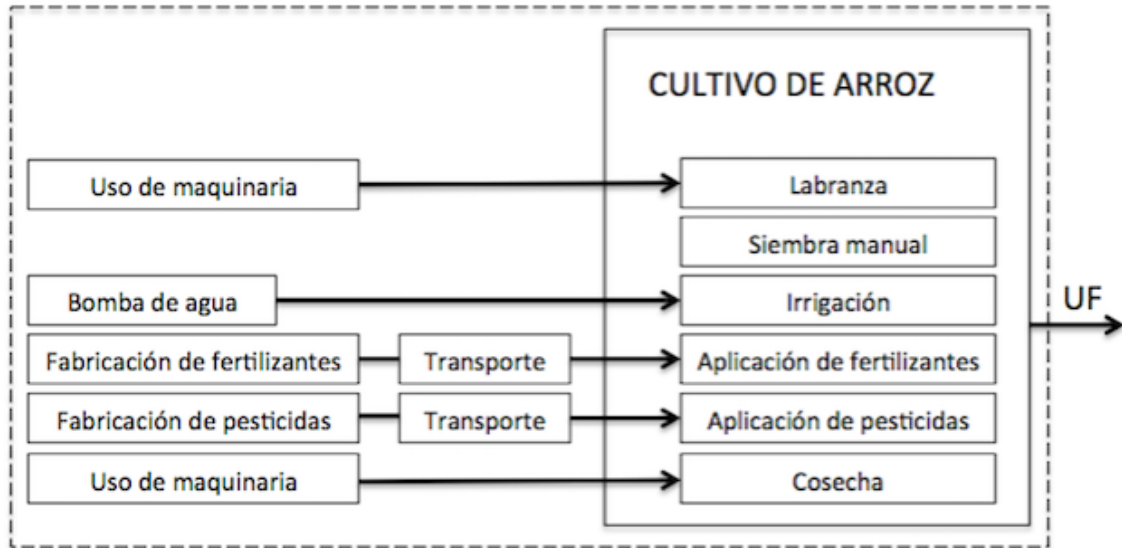 CULTIVO DE ARROZ
Uso de maquinaria
Labranza
Siembra manual
Bomba de agua
Irrigación
UF
Fabricación de fertilizantes
Transporte
Aplicación de fertilizantes
Fabricación de pesticidas
Transporte
Aplicación de pesticidas
Uso de maquinaria
Cosecha